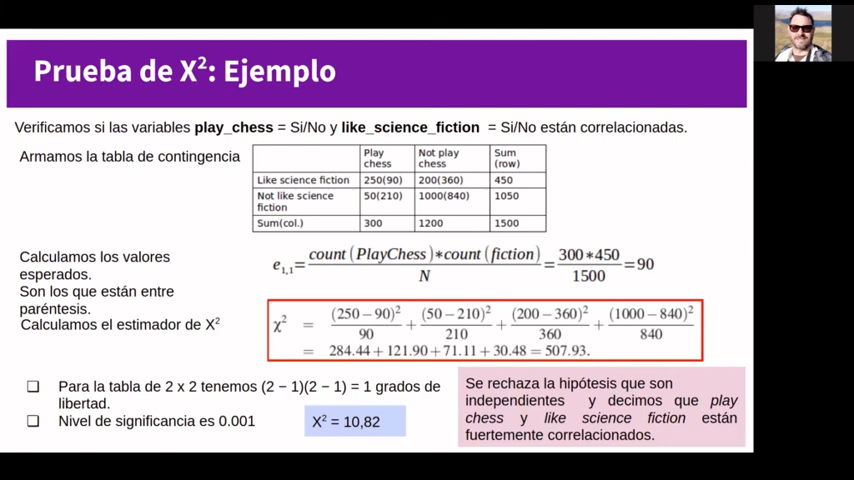 Prueba de X²: Ejemplo
Verificamos si las variables play_chess = Si/No y like_science_fiction = Si/No están correlacionadas.
Armamos la tabla de contingencia
Play chess | Not play chess | Sum (row)
Like science fiction | 250(90) | 200(360) | 450
Not like science fiction | 50(210) | 1000(840) | 1050
Sum(col.) | 300 | 1200 | 1500
Calculamos los valores
esperados.
Son los que están entre
paréntesis.
e₁,₁ = count (PlayChess)*count (fiction) / N = 300*450 / 1500 = 90
Calculamos el estimador de X²
χ² = (250−90)²/90 + (50−210)²/210 + (200−360)²/360 + (1000−840)²/840
= 284.44+121.90+71.11+30.48 = 507.93.
❑ Para la tabla de 2 x 2 tenemos (2 − 1)(2 − 1) = 1 grados de
libertad.
❑ Nivel de significancia es 0.001
X² = 10,82
Se rechaza la hipótesis que son
independientes y decimos que play
chess y like science fiction están
fuertemente correlacionados.